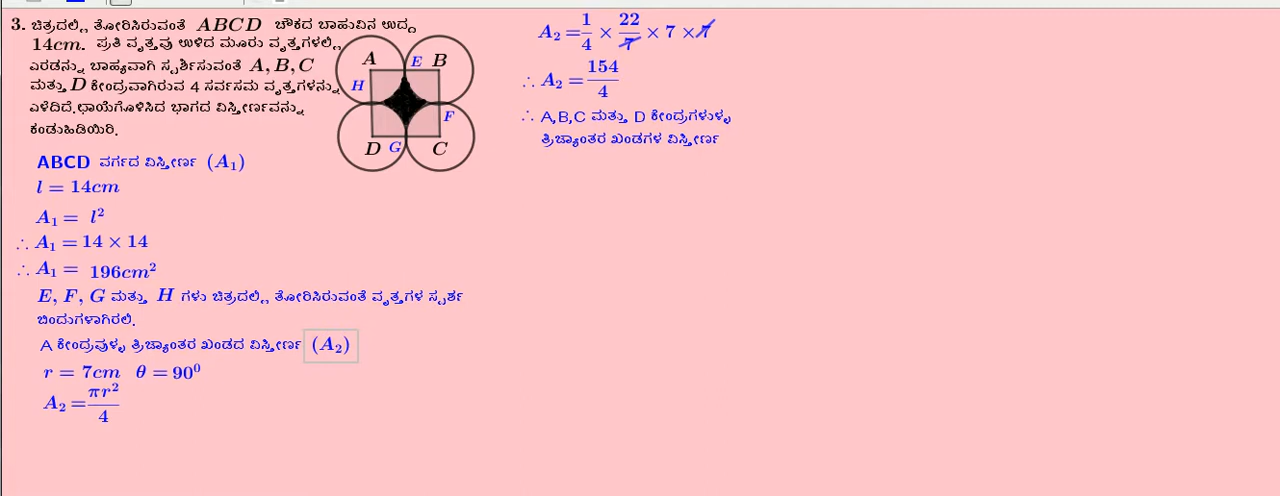 3. ಚಿತ್ರದಲ್ಲಿ ತೋರಿಸಿರುವಂತೆ ABCD ಚೌಕದ ಬಾಹುವಿನ ಉದ್ದ
14cm. ಪ್ರತಿ ವೃತ್ತವು ಉಳಿದ ಮೂರು ವೃತ್ತಗಳಲ್ಲಿ
ಎರಡನ್ನು ಬಾಹ್ಯವಾಗಿ ಸ್ಪರ್ಶಿಸುವಂತೆ A, B, C
ಮತ್ತು D ಕೇಂದ್ರವಾಗಿರುವ 4 ಸರ್ವಸಮ ವೃತ್ತಗಳನ್ನು
ಎಳೆದಿದೆ. ಛಾಯೆಗೊಳಿಸಿದ ಭಾಗದ ವಿಸ್ತೀರ್ಣವನ್ನು
ಕಂಡುಹಿಡಿಯಿರಿ.
A E B
H
F
D G C
ABCD ವರ್ಗದ ವಿಸ್ತೀರ್ಣ (A₁)
l = 14cm
A₁ = l²
∴ A₁ = 14 × 14
∴ A₁ = 196cm²
E, F, G ಮತ್ತು H ಗಳು ಚಿತ್ರದಲ್ಲಿ ತೋರಿಸಿರುವಂತೆ ವೃತ್ತಗಳ ಸ್ಪರ್ಶ
ಬಿಂದುಗಳಾಗಿರಲಿ.
A ಕೇಂದ್ರವುಳ್ಳ ತ್ರಿಜ್ಯಾಂತರ ಖಂಡದ ವಿಸ್ತೀರ್ಣ (A₂)
r = 7cm θ = 90⁰
A₂ = πr²/4
A₂ = 1/4 × 22/7 × 7 × 7
∴ A₂ = 154/4
∴ A,B,C ಮತ್ತು D ಕೇಂದ್ರಗಳುಳ್ಳ
ತ್ರಿಜ್ಯಾಂತರ ಖಂಡಗಳ ವಿಸ್ತೀರ್ಣ